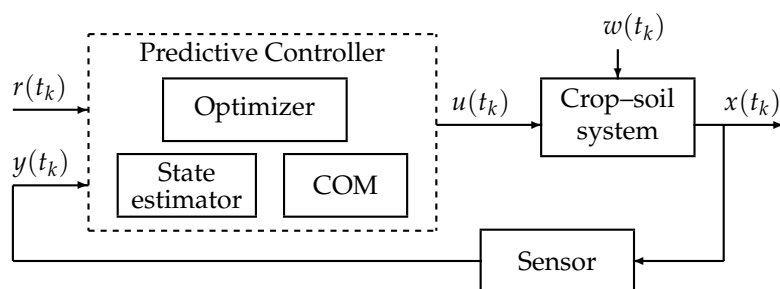 w(t_k)
Predictive Controller
r(t_k)
Optimizer
u(t_k)
Crop–soil
system
x(t_k)
y(t_k)
State
estimator
COM
Sensor